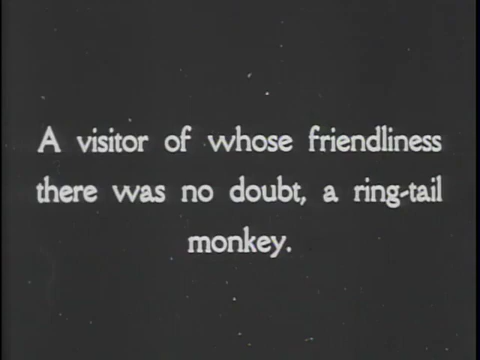 A visitor of whose friendliness
there was no doubt, a ring-tail
monkey.